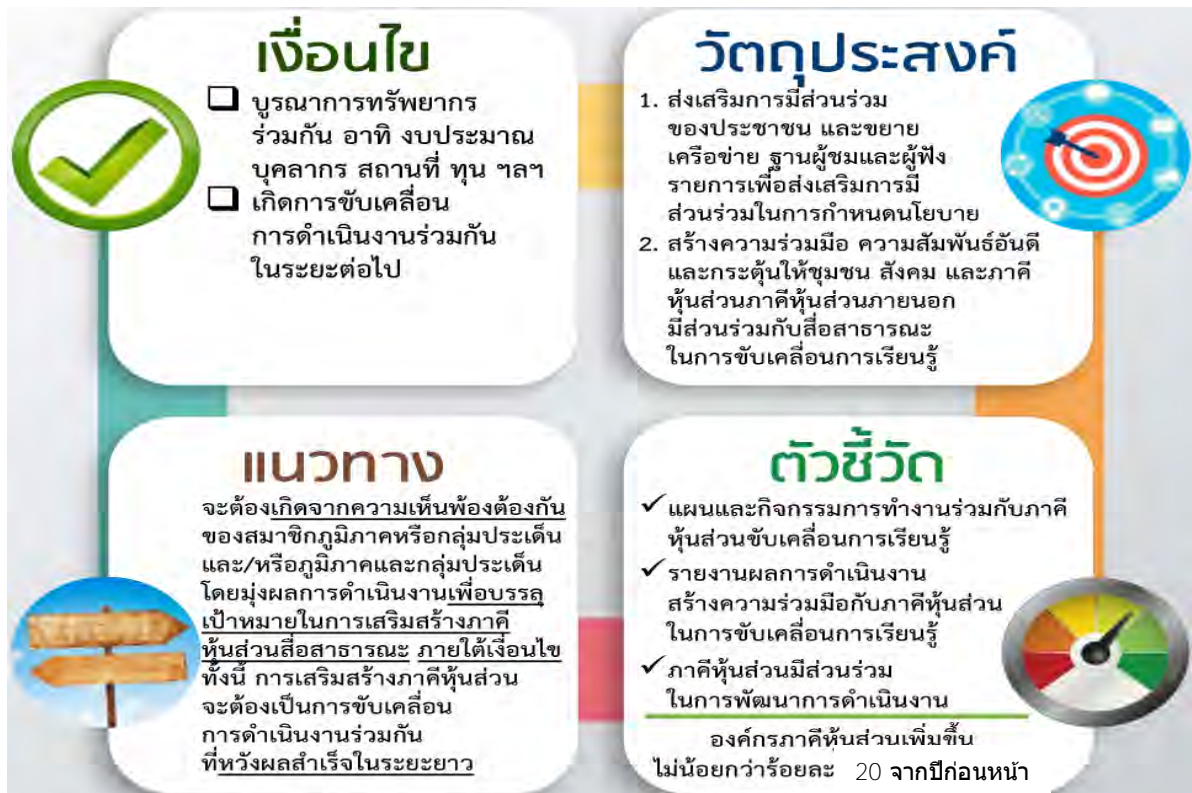 เงื่อนไข
บูรณาการทรัพยากร
ร่วมกัน อาทิ งบประมาณ
บุคลากร สถานที่ ทุน ฯลฯ
เกิดการขับเคลื่อน
การดำเนินงานร่วมกัน
ในระยะต่อไป
วัตถุประสงค์
1. ส่งเสริมการมีส่วนร่วม
ของประชาชน และขยาย
เครือข่าย ฐานผู้ชมและผู้ฟัง
รายการเพื่อส่งเสริมการมี
ส่วนร่วมในการกำหนดนโยบาย
2. สร้างความร่วมมือ ความสัมพันธ์อันดี
และกระตุ้นให้ชุมชน สังคม และภาคี
หุ้นส่วนภาคีหุ้นส่วนภายนอก
มีส่วนร่วมกับสื่อสาธารณะ
ในการขับเคลื่อนการเรียนรู้
แนวทาง
จะต้องเกิดจากความเห็นพ้องต้องกัน
ของสมาชิกภูมิภาคหรือกลุ่มประเด็น
และ/หรือภูมิภาคและกลุ่มประเด็น
โดยมุ่งผลการดำเนินงานเพื่อบรรลุ
เป้าหมายในการเสริมสร้างภาคี
หุ้นส่วนสื่อสาธารณะ ภายใต้เงื่อนไข
ทั้งนี้ การเสริมสร้างภาคีหุ้นส่วน
จะต้องเป็นการขับเคลื่อน
การดำเนินงานร่วมกัน
ที่หวังผลสำเร็จในระยะยาว
ตัวชี้วัด
แผนและกิจกรรมการทำงานร่วมกับภาคี
หุ้นส่วนขับเคลื่อนการเรียนรู้
รายงานผลการดำเนินงาน
สร้างความร่วมมือกับภาคีหุ้นส่วน
ในการขับเคลื่อนการเรียนรู้
ภาคีหุ้นส่วนมีส่วนร่วม
ในการพัฒนาการดำเนินงาน
องค์กรภาคีหุ้นส่วนเพิ่มขึ้น
ไม่น้อยกว่าร้อยละ 20 จากปีก่อนหน้า